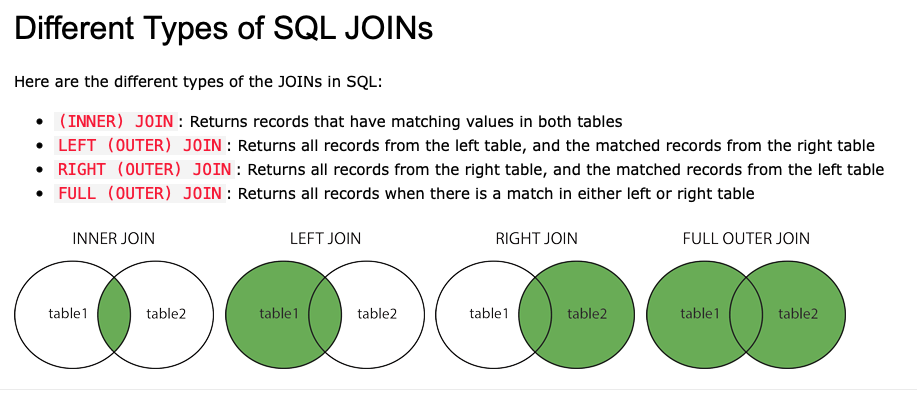 Different Types of SQL JOINs
Here are the different types of the JOINs in SQL:
(INNER) JOIN: Returns records that have matching values in both tables
LEFT (OUTER) JOIN: Returns all records from the left table, and the matched records from the right table
RIGHT (OUTER) JOIN: Returns all records from the right table, and the matched records from the left table
FULL (OUTER) JOIN: Returns all records when there is a match in either left or right table
INNER JOIN
table1
table2
LEFT JOIN
table1
table2
RIGHT JOIN
table1
table2
FULL OUTER JOIN
table1
table2